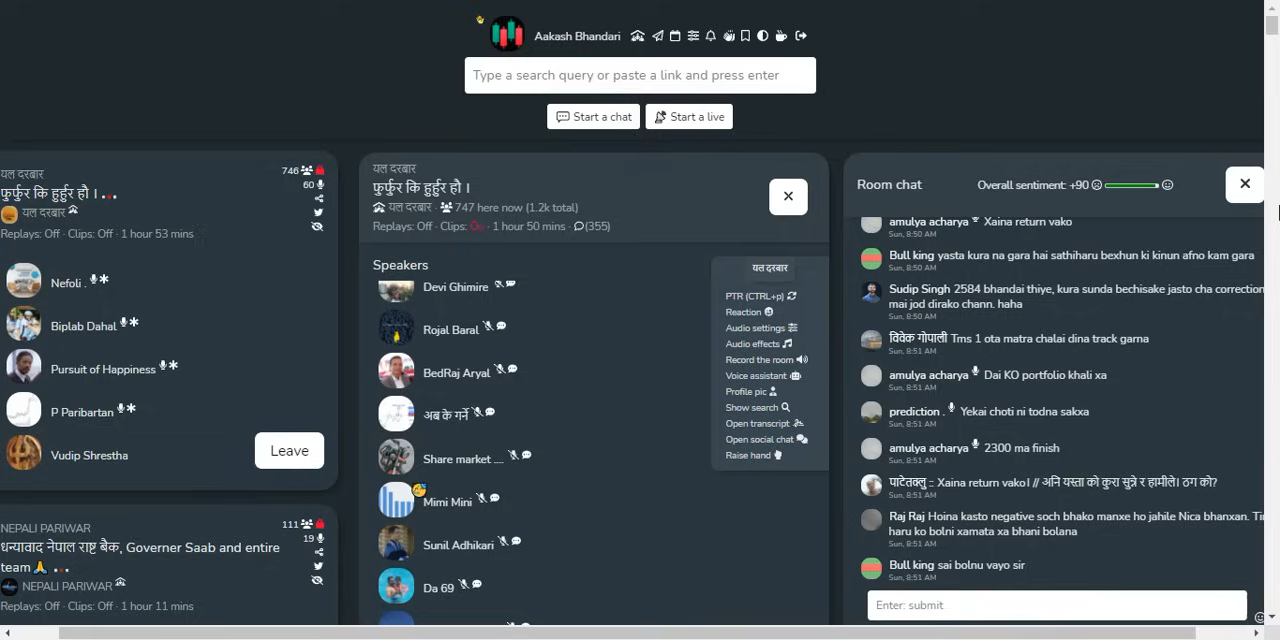 Aakash Bhandari
Type a search query or paste a link and press enter
Start a chat
Start a live
यल दरबार
746
फुर्फुर कि हुर्हुर हौ । ...
60
यल दरबार
Replays: Off · Clips: Off · 1 hour 53 mins
Nefoli .
Biplab Dahal
Pursuit of Happiness
P Paribartan
Vudip Shrestha
Leave
NEPALI PARIWAR
111
19
धन्यावाद नेपाल राष्ट्र बैक, Governer Saab and entire
team 🙏 ...
NEPALI PARIWAR
Replays: Off · Clips: Off · 1 hour 11 mins
यल दरबार
फुर्फुर कि हुर्हुर हौ ।
यल दरबार · 747 here now (1.2k total)
Replays: Off · Clips: · 1 hour 50 mins · (355)
Speakers
Devi Ghimire
Rojal Baral
BedRaj Aryal
अब के गर्ने
Share market ....
Mimi Mini
Sunil Adhikari
Da 69
यल दरबार
PTR (CTRL+p)
Reaction
Audio settings
Audio effects
Record the room
Voice assistant
Profile pic
Show search
Open transcript
Open social chat
Raise hand
Room chat
Overall sentiment: +90
amulya acharya Xaina return vako
Sun, 8:50 AM
Bull king yasta kura na gara hai sathiharu bexhun ki kinun afno kam gara
Sun, 8:50 AM
Sudip Singh 2584 bhandai thiye, kura sunda bechisake jasto cha correction
mai jod dirako chann. haha
Sun, 8:50 AM
विवेक गोपाली Tms 1 ota matra chalai dina track garna
Sun, 8:51 AM
amulya acharya Dai KO portfolio khali xa
Sun, 8:51 AM
prediction . Yekai choti ni todna sakxa
Sun, 8:51 AM
amulya acharya 2300 ma finish
Sun, 8:51 AM
पाटेतक्लु :: Xaina return vako। // अनि यस्ता को कुरा सुन्ने र हामीले। ठग को?
Sun, 8:51 AM
Raj Raj Hoina kasto negative soch bhako manxe ho jahile Nica bhanxan. Ti
haru ko bolni xamata xa bhani bolana
Sun, 8:51 AM
Bull king sai bolnu vayo sir
Sun, 8:51 AM
Enter: submit